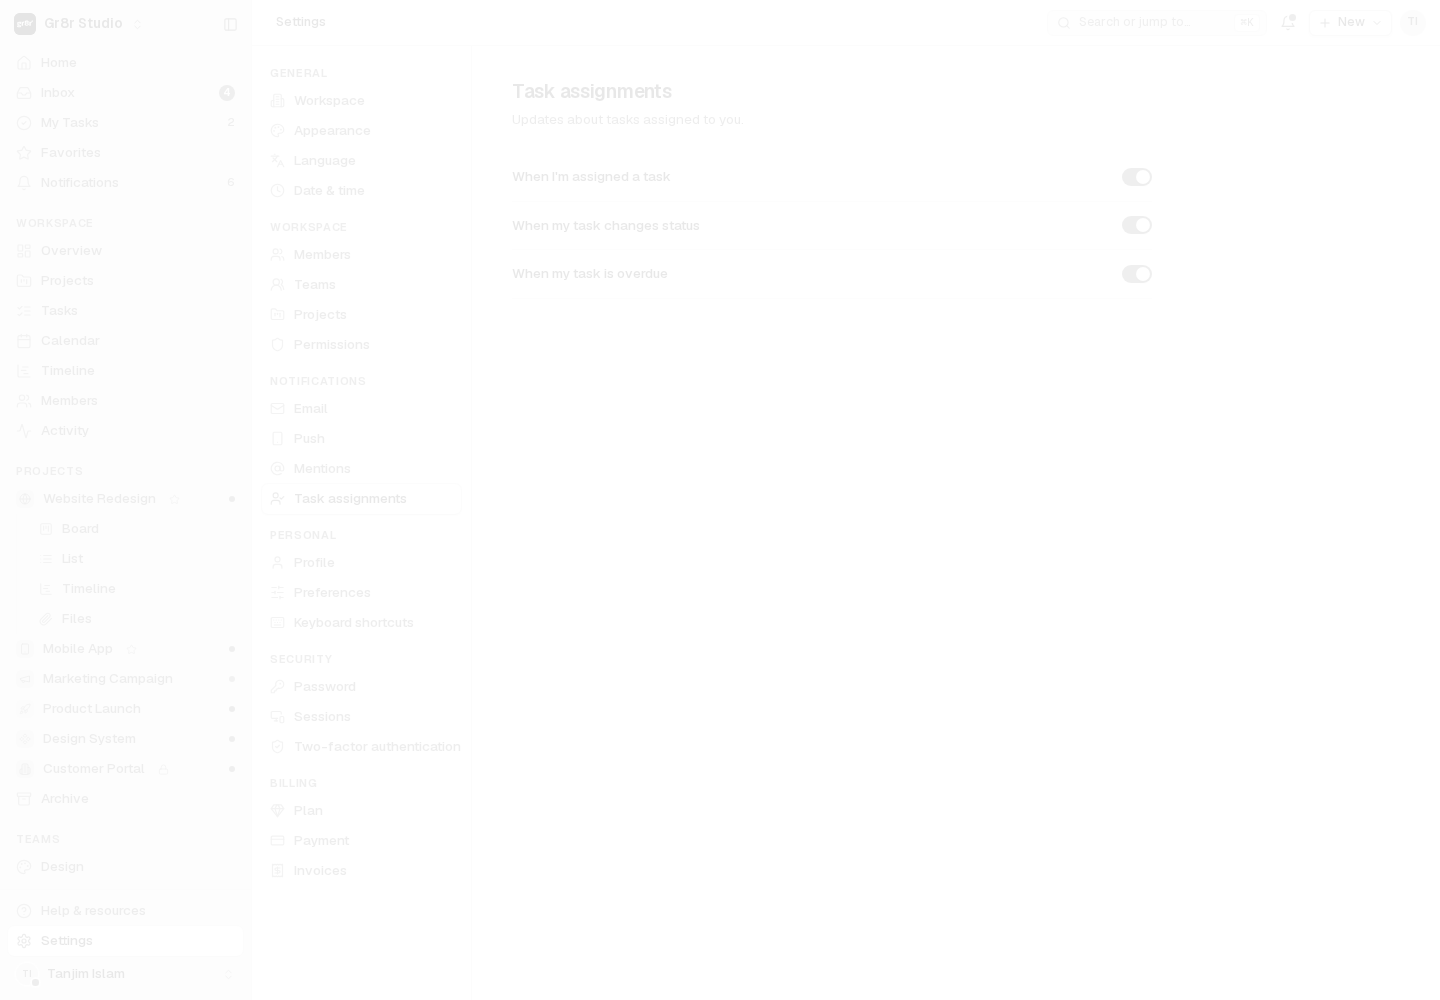 Gr8r Studio
Home
Inbox 4
My Tasks 2
Favorites
Notifications 6
WORKSPACE
Overview
Projects
Tasks
Calendar
Timeline
Members
Activity
PROJECTS
Website Redesign
Board
List
Timeline
Files
Mobile App
Marketing Campaign
Product Launch
Design System
Customer Portal
Archive
TEAMS
Design
Help & resources
Settings
TI Tanjim Islam
Settings
Search or jump to... ⌘K
New
TI
GENERAL
Workspace
Appearance
Language
Date & time
WORKSPACE
Members
Teams
Projects
Permissions
NOTIFICATIONS
Email
Push
Mentions
Task assignments
PERSONAL
Profile
Preferences
Keyboard shortcuts
SECURITY
Password
Sessions
Two-factor authentication
BILLING
Plan
Payment
Invoices
Task assignments
Updates about tasks assigned to you.
When I'm assigned a task
When my task changes status
When my task is overdue